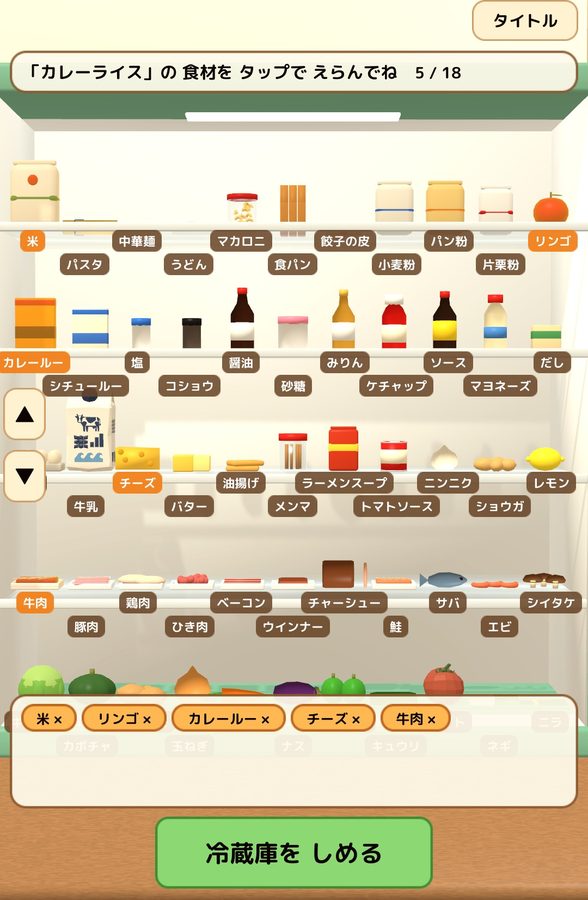 タイトル
「カレーライス」の 食材を タップで えらんでね 5 / 18
米 中華麺 マカロニ 餃子の皮 パン粉 リンゴ
パスタ うどん 食パン 小麦粉 片栗粉
カレールー 塩 醤油 みりん ソース だし
シチュールー コショウ 砂糖 ケチャップ マヨネーズ
▲
▼
チーズ 油揚げ ラーメンスープ ニンニク レモン
牛乳 バター メンマ トマトソース ショウガ
牛肉 鶏肉 ベーコン チャーシュー サバ シイタケ
豚肉 ひき肉 ウインナー 鮭 エビ
米 × リンゴ × カレールー × チーズ × 牛肉 ×
ニラ
カボチャ 玉ねぎ ナス キュウリ ネギ
冷蔵庫を しめる